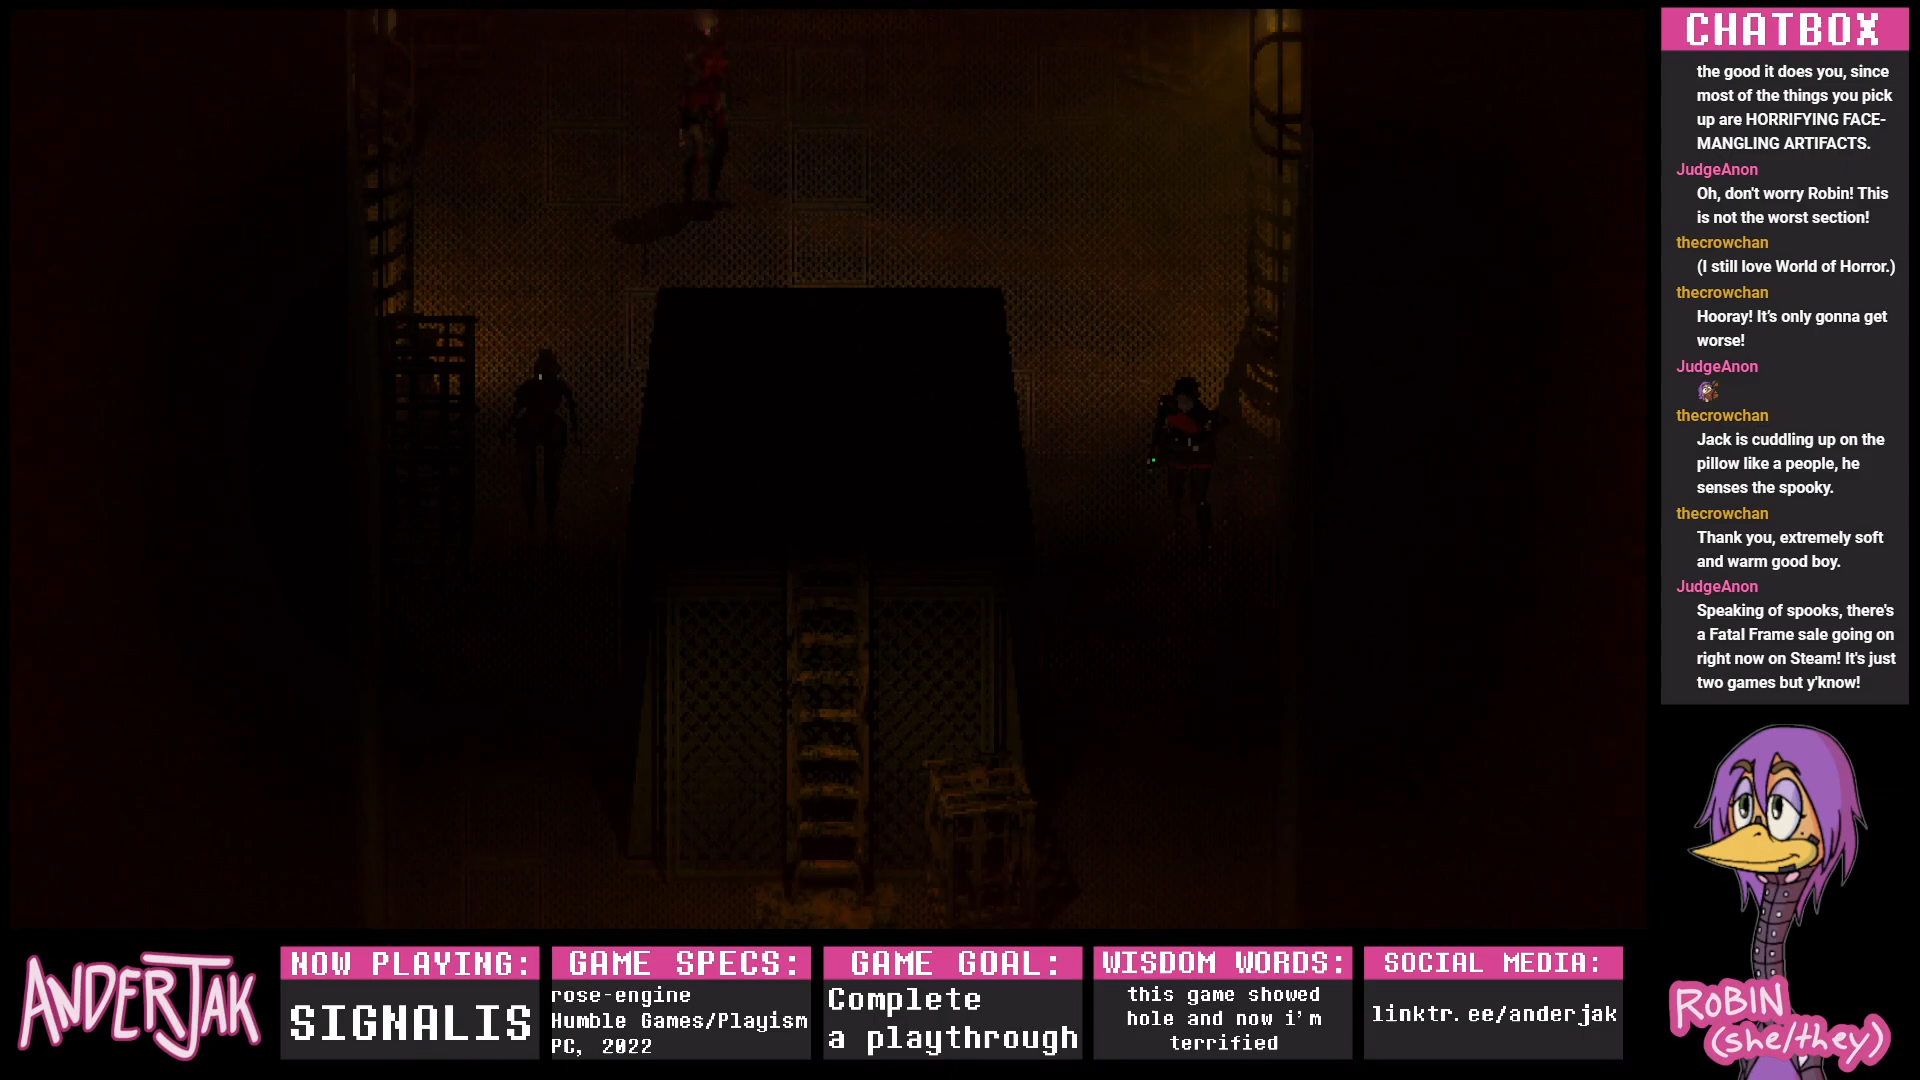 CHATBOX
the good it does you, since
most of the things you pick
up are HORRIFYING FACE-
MANGLING ARTIFACTS.
JudgeAnon
Oh, don't worry Robin! This
is not the worst section!
thecrowchan
(I still love World of Horror.)
thecrowchan
Hooray! It's only gonna get
worse!
JudgeAnon
thecrowchan
Jack is cuddling up on the
pillow like a people, he
senses the spooky.
thecrowchan
Thank you, extremely soft
and warm good boy.
JudgeAnon
Speaking of spooks, there's
a Fatal Frame sale going on
right now on Steam! It's just
two games but y'know!
ANDERJAK
NOW PLAYING:
SIGNALIS
GAME SPECS:
rose-engine
Humble Games/Playism
PC, 2022
GAME GOAL:
Complete
a playthrough
WISDOM WORDS:
this game showed
hole and now i'm
terrified
SOCIAL MEDIA:
linktr.ee/anderjak
ROBIN
(she/they)